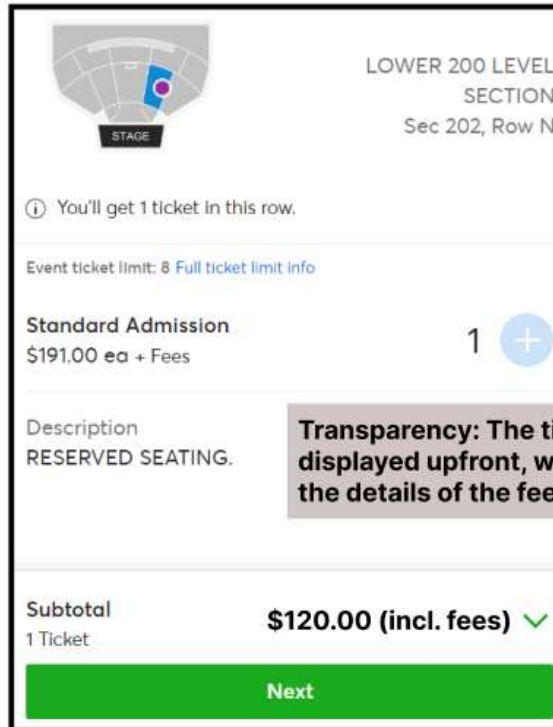 STAGE
LOWER 200 LEVEL
SECTION
Sec 202, Row N
You'll get 1 ticket in this row.
Event ticket limit: 8 Full ticket limit info
Standard Admission
$191.00 ea + Fees
1
Description
RESERVED SEATING.
Transparency: The
displayed upfront,
the details of the
Subtotal
1 Ticket
$120.00 (incl. fees)
Next